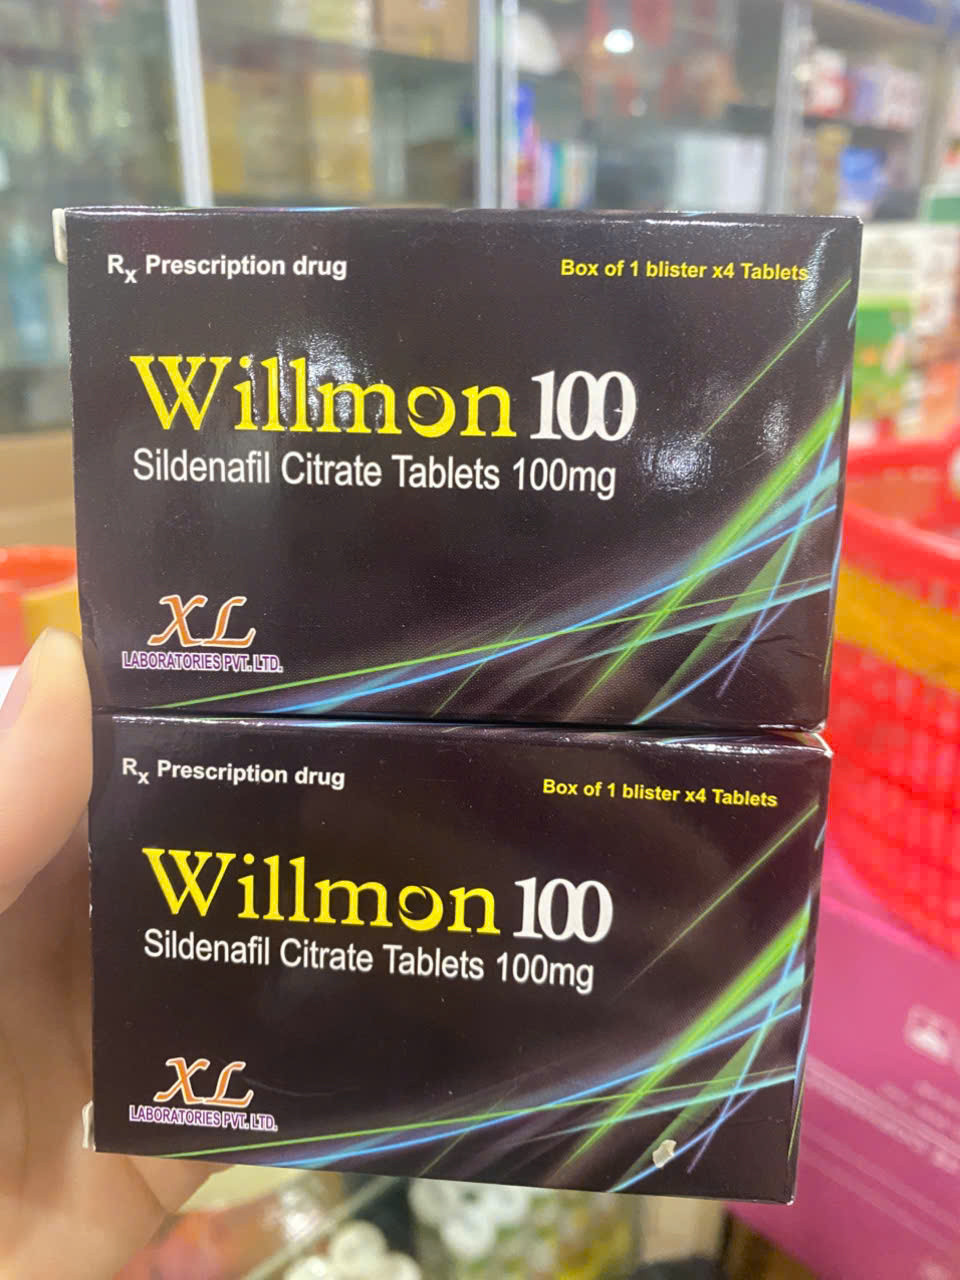 Rx Prescription drug
Box of 1 blister x4 Tablets
Willmon 100
Sildenafil Citrate Tablets 100mg
XL
LABORATORIES PVT. LTD.
Rx Prescription drug
Box of 1 blister x4 Tablets
Willmon 100
Sildenafil Citrate Tablets 100mg
XL
LABORATORIES PVT. LTD.